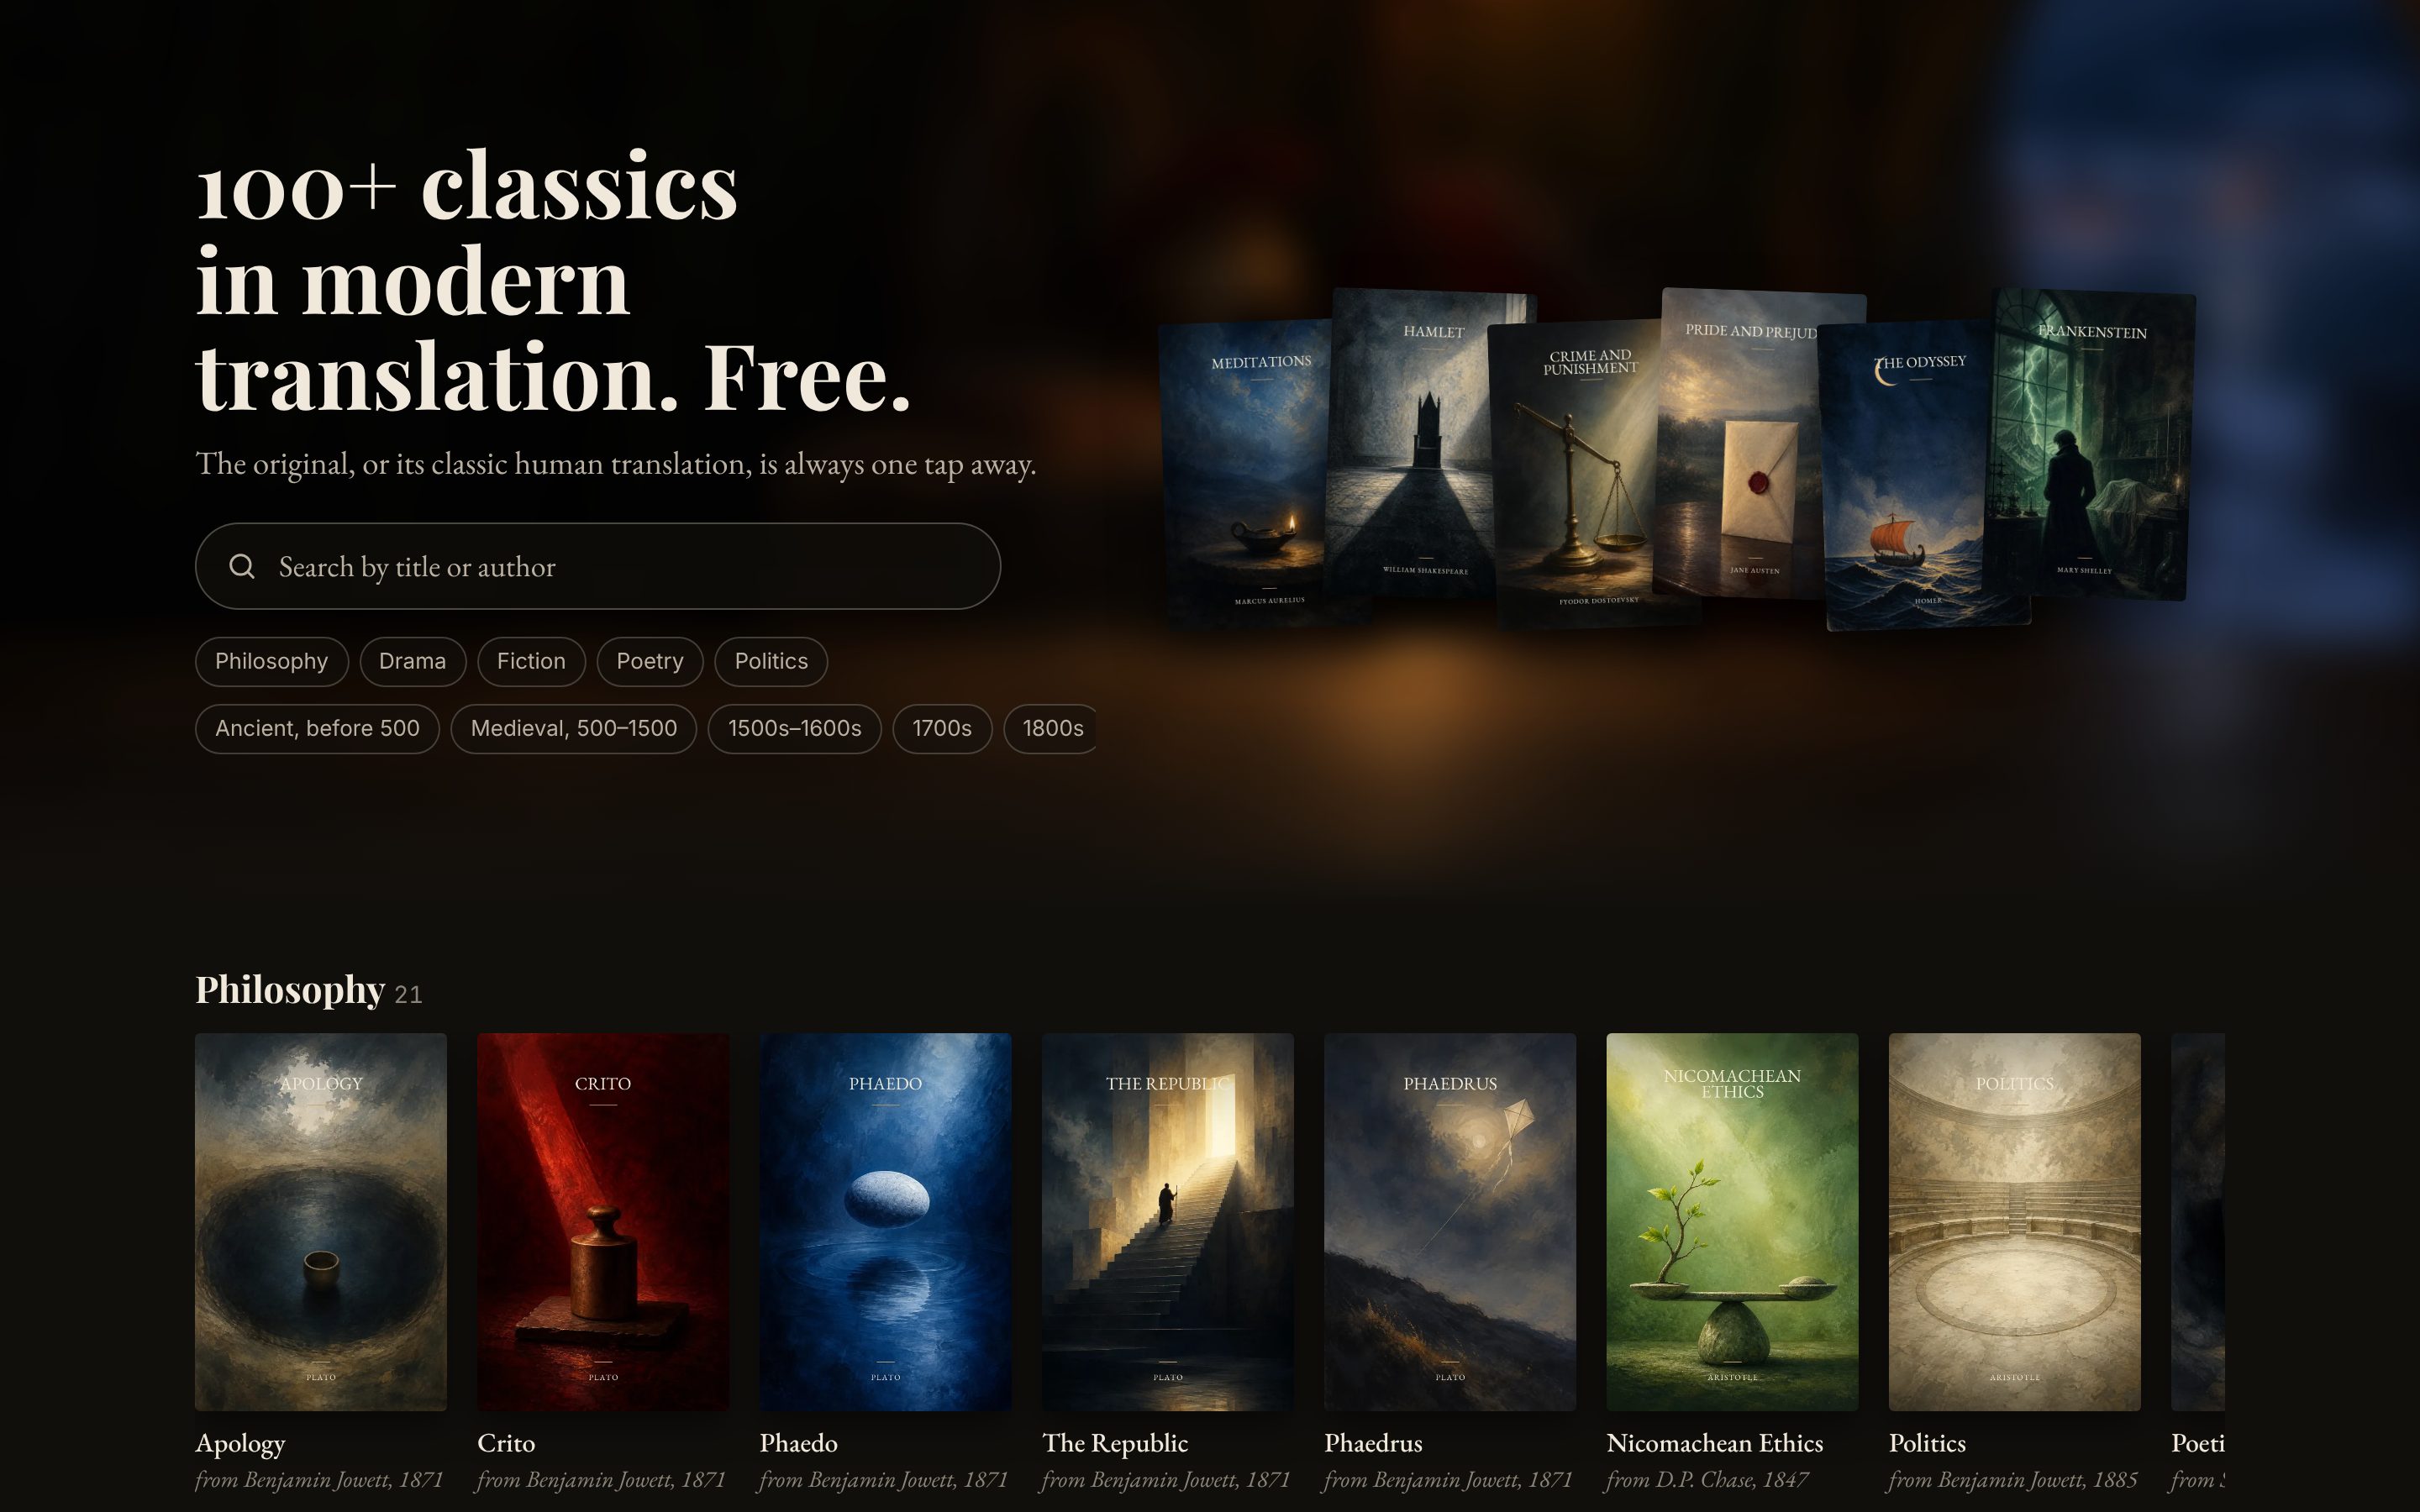 100+ classics
in modern
translation. Free.
The original, or its classic human translation, is always one tap away.
Search by title or author
Philosophy
Drama
Fiction
Poetry
Politics
Ancient, before 500
Medieval, 500–1500
1500s–1600s
1700s
1800s
MEDITATIONS
MARCUS AURELIUS
HAMLET
WILLIAM SHAKESPEARE
CRIME AND
PUNISHMENT
FYODOR DOSTOEVSKY
PRIDE AND PREJUD
JANE AUSTEN
THE ODYSSEY
HOMER
FRANKENSTEIN
MARY SHELLEY
Philosophy 21
APOLOGY
PLATO
CRITO
PLATO
PHAEDO
PLATO
THE REPUBLIC
PLATO
PHAEDRUS
PLATO
NICOMACHEAN
ETHICS
ARISTOTLE
POLITICS
ARISTOTLE
Apology
from Benjamin Jowett, 1871
Crito
from Benjamin Jowett, 1871
Phaedo
from Benjamin Jowett, 1871
The Republic
from Benjamin Jowett, 1871
Phaedrus
from Benjamin Jowett, 1871
Nicomachean Ethics
from D.P. Chase, 1847
Politics
from Benjamin Jowett, 1885
Poeti
from S